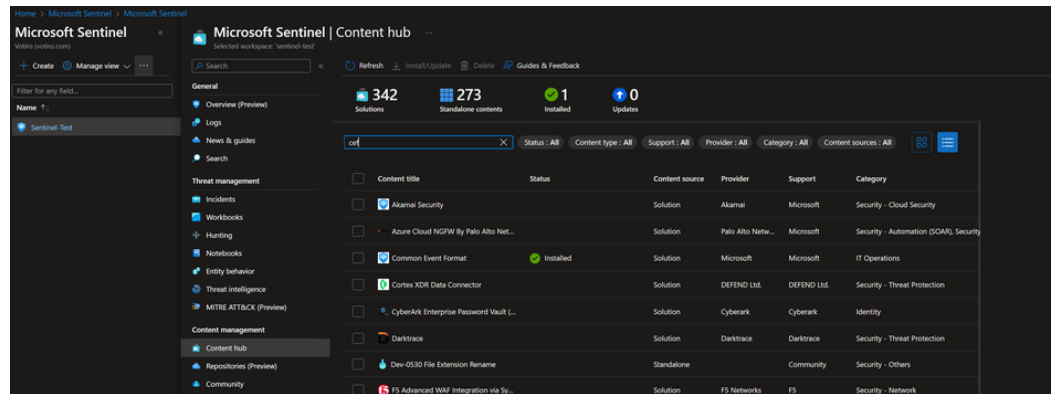 Home > Microsoft Sentinel > Microsoft Sentinel
Microsoft Sentinel «
Votiro (votiro.com)
+ Create Manage view ···
Filter for any field...
Name ↑
Sentinel-Test
Microsoft Sentinel | Content hub ···
Selected workspace: 'sentinel-test'
Search «
General
Overview (Preview)
Logs
News & guides
Search
Threat management
Incidents
Workbooks
Hunting
Notebooks
Entity behavior
Threat intelligence
MITRE ATT&CK (Preview)
Content management
Content hub
Repositories (Preview)
Community
Refresh Install/Update Delete Guides & Feedback
342 Solutions
273 Standalone contents
1 Installed
0 Updates
cef
Status : All Content type : All Support : All Provider : All Category : All Content sources : All
Content title Status Content source Provider Support Category
Akamai Security Solution Akamai Microsoft Security - Cloud Security
Azure Cloud NGFW By Palo Alto Net... Solution Palo Alto Netw... Microsoft Security - Automation (SOAR), Security
Common Event Format Installed Solution Microsoft Microsoft IT Operations
Cortex XDR Data Connector Solution DEFEND Ltd. DEFEND Ltd. Security - Threat Protection
CyberArk Enterprise Password Vault (... Solution Cyberark Cyberark Identity
Darktrace Solution Darktrace Darktrace Security - Threat Protection
Dev-0530 File Extension Rename Standalone Community Security - Others
F5 Advanced WAF Integration via Sy... Solution F5 Networks F5 Security - Network